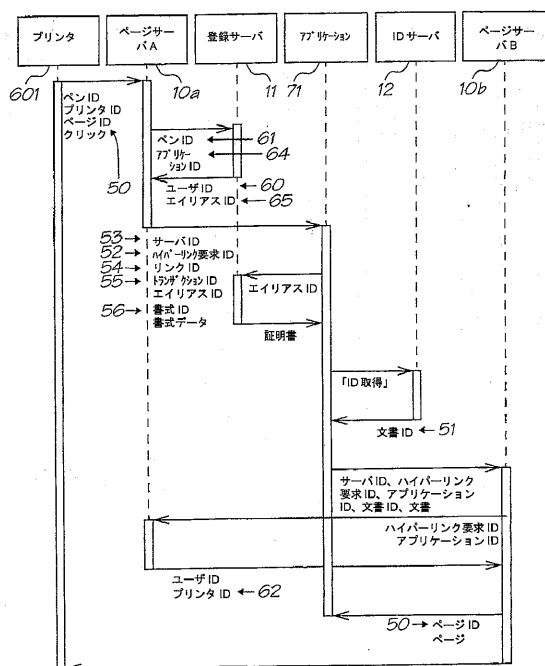 プリンタ
ページサー
バA
登録サーバ
ｱﾌﾟﾘｹｰｼｮﾝ
IDサーバ
ページサー
バB
601
10a
11
71
12
10b
ペンID
プリンタID
ページID
クリック
50
ペンID
61
ｱﾌﾟﾘｹｰ
ｼｮﾝID
64
ユーザID
60
エイリアスID
65
53
サーバID
52
ﾊｲﾊﾟｰﾘﾝｸ要求ID
54
リンクID
55
ﾄﾗﾝｻﾞｸｼｮﾝID
エイリアスID
56
書式ID
書式データ
エイリアスID
証明書
「ID取得」
文書ID
51
サーバID、ハイパーリンク
要求ID、アプリケーション
ID、文書ID、文書
ハイパーリンク要求ID
アプリケーションID
ユーザID
プリンタID
62
50
ページID
ページ